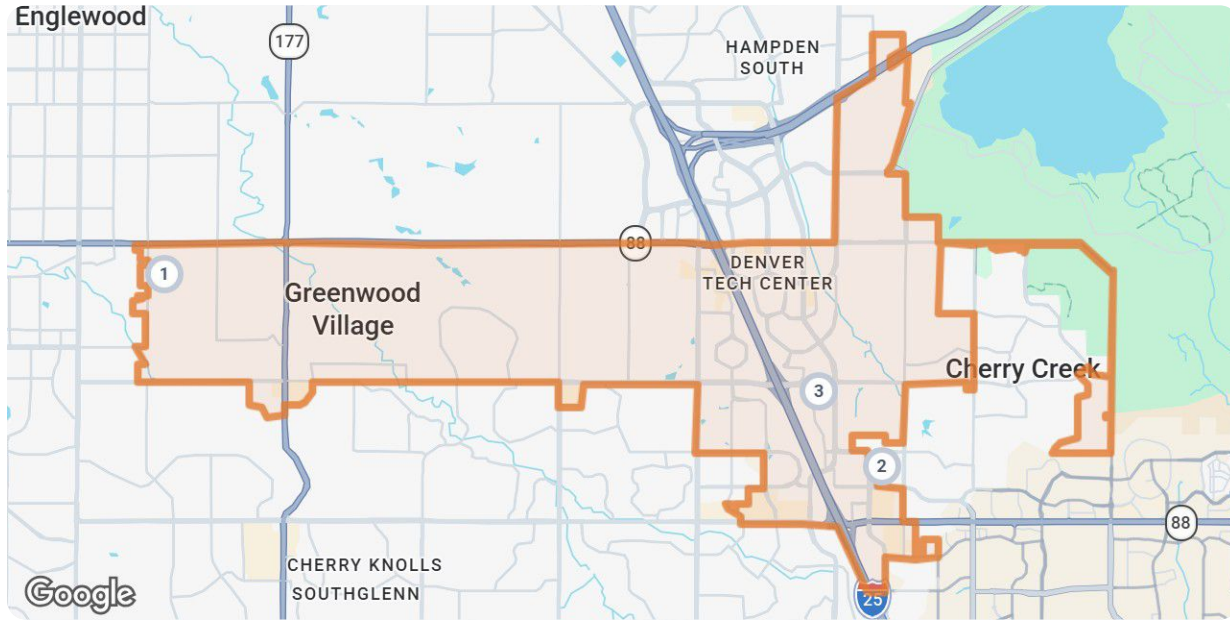 Englewood
177
HAMPDEN
SOUTH
88
DENVER
TECH CENTER
1
Greenwood
Village
Cherry Creek
3
2
88
CHERRY KNOLLS
SOUTHGLENN
Google
25